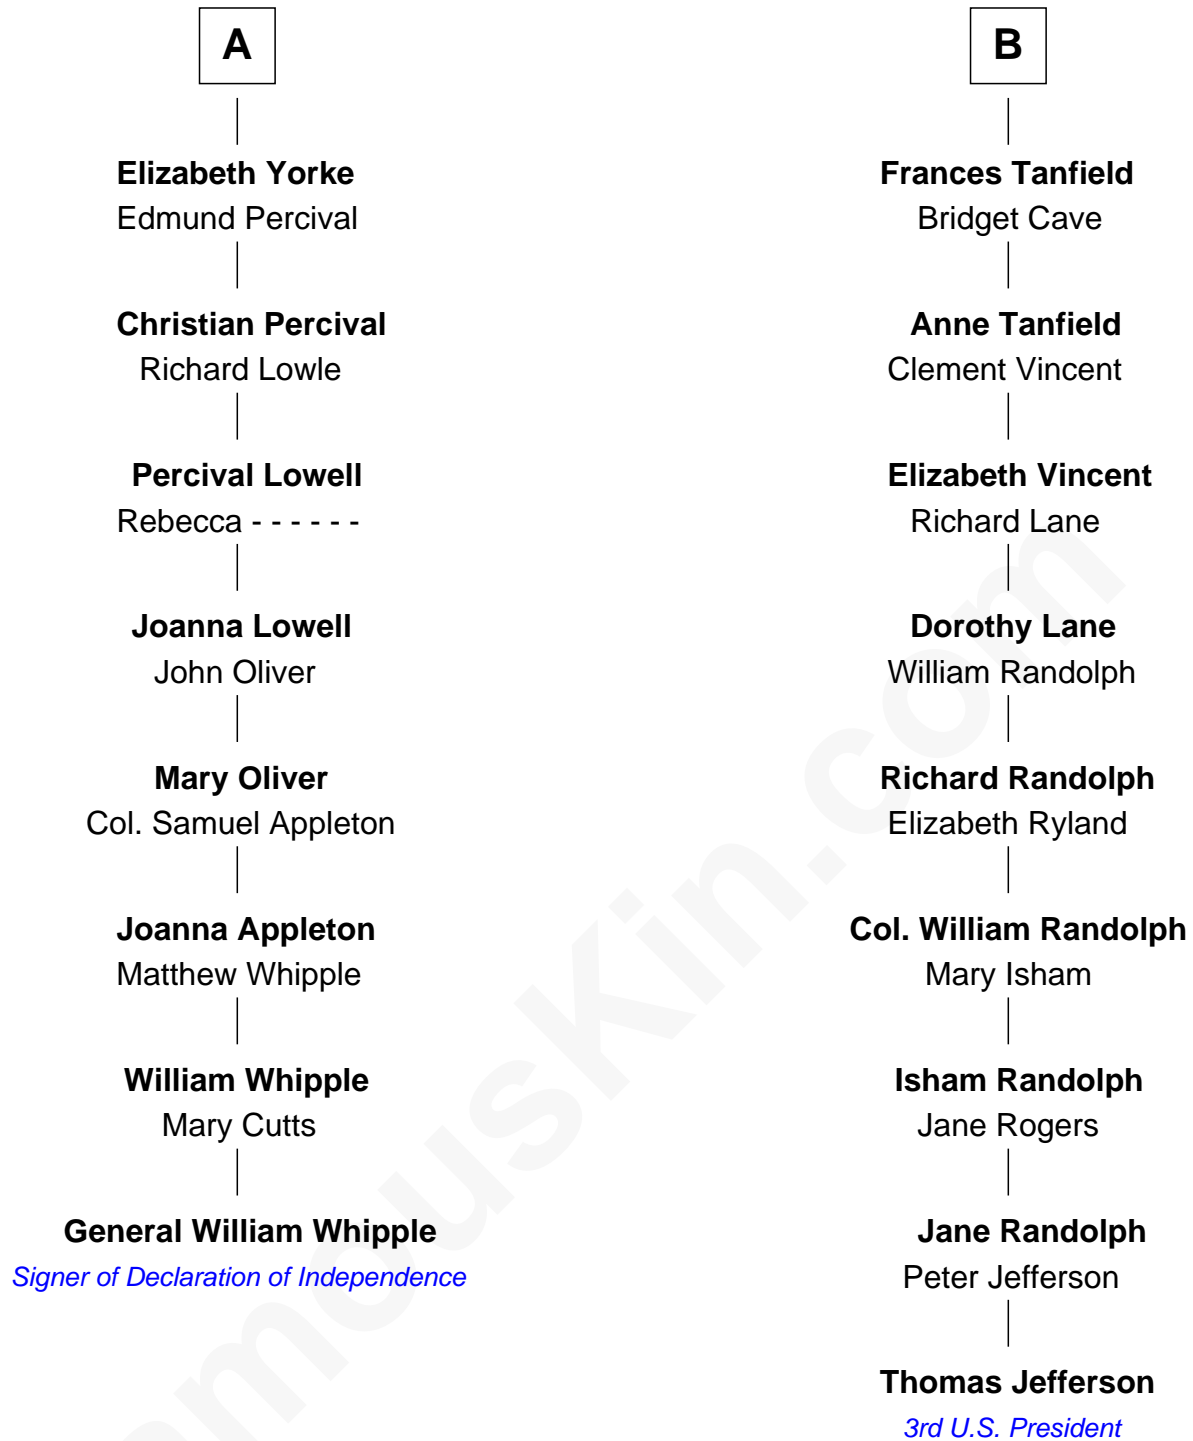 A
Elizabeth Yorke
Edmund Percival
Christian Percival
Richard Lowle
Percival Lowell
Rebecca - - - - - -
Joanna Lowell
John Oliver
Mary Oliver
Col. Samuel Appleton
Joanna Appleton
Matthew Whipple
William Whipple
Mary Cutts
General William Whipple
Signer of Declaration of Independence
B
Frances Tanfield
Bridget Cave
Anne Tanfield
Clement Vincent
Elizabeth Vincent
Richard Lane
Dorothy Lane
William Randolph
Richard Randolph
Elizabeth Ryland
Col. William Randolph
Mary Isham
Isham Randolph
Jane Rogers
Jane Randolph
Peter Jefferson
Thomas Jefferson
3rd U.S. President
amouskin.com